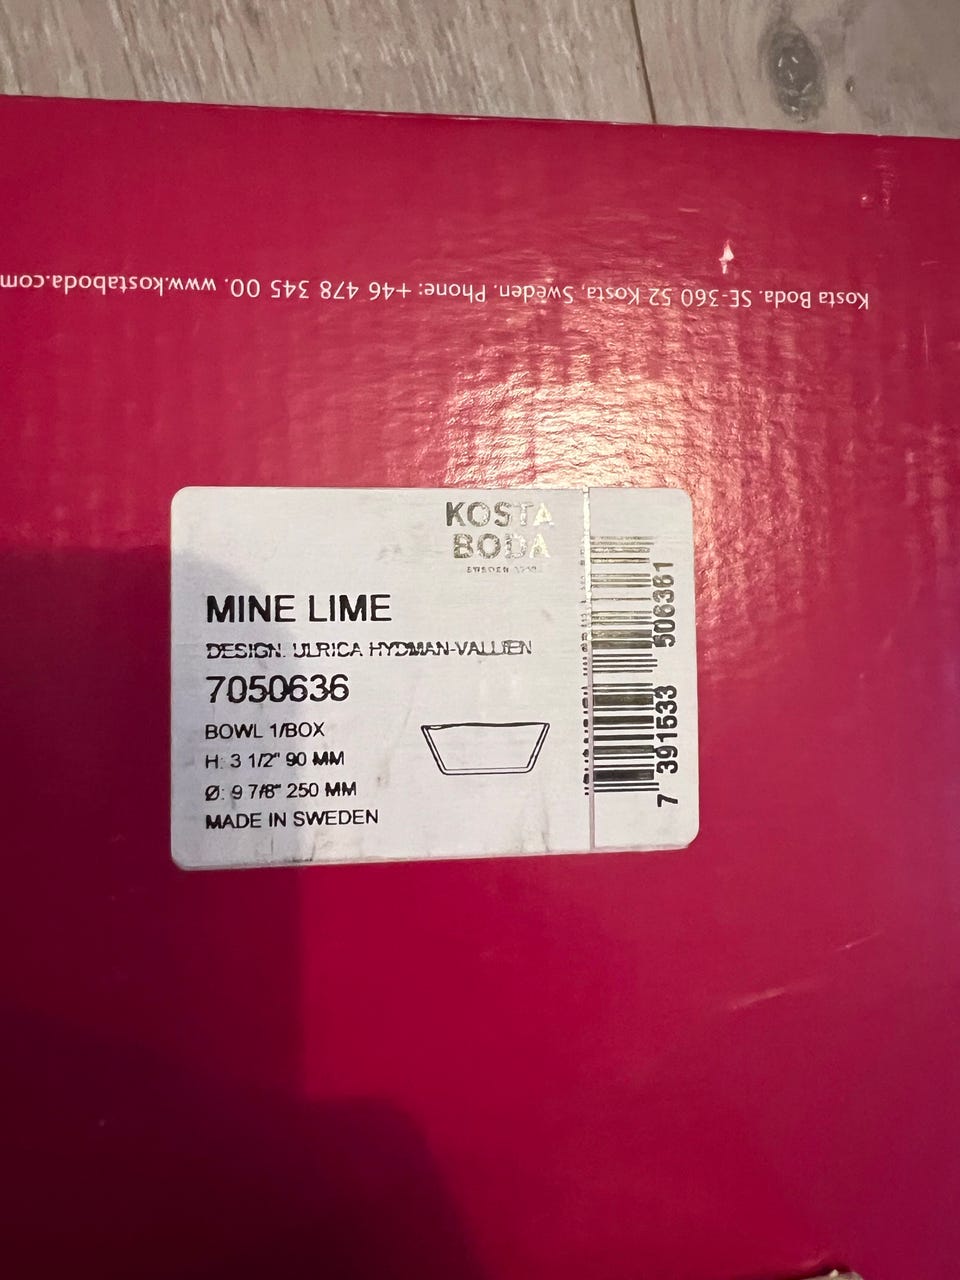 Kosta Boda. SE-360 52 Kosta, Sweden. Phone: +46 478 345 00. www.kostaboda.com
KOSTA
BODA
SWEDEN
MINE LIME
DESIGN. ULRICA HYDMAN-VALLIEN
7050636
BOWL 1/BOX
H: 3 1/2" 90 MM
Ø: 9 7/8" 250 MM
MADE IN SWEDEN
7 391533 506361